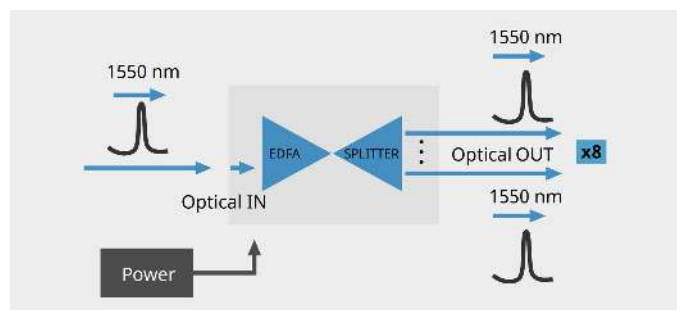 1550 nm
1550 nm
EDFA
SPLITTER
Optical OUT
x8
Optical IN
1550 nm
Power